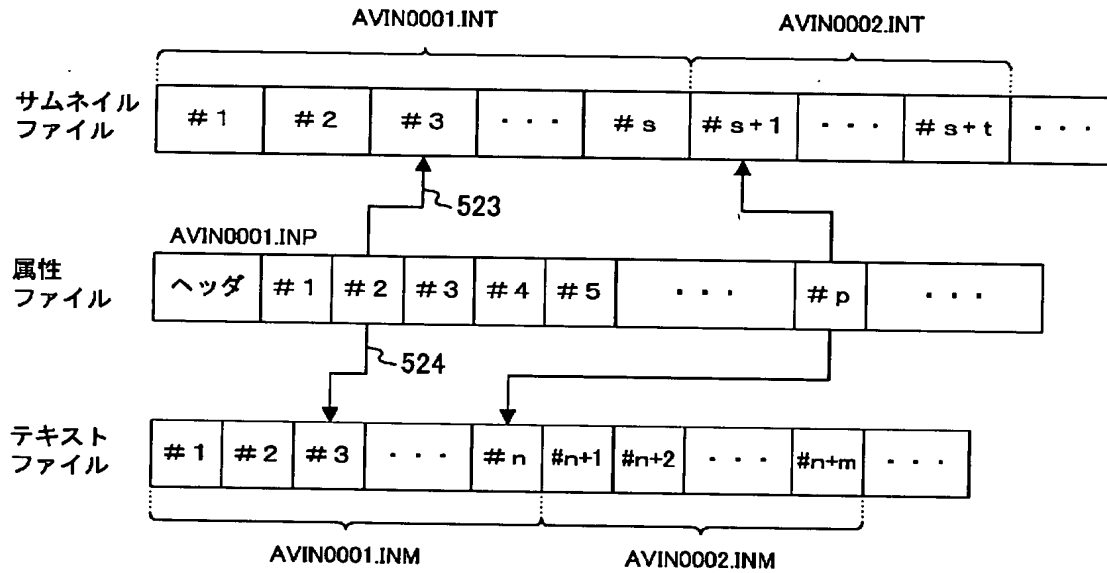 AVIN0001.INT AVIN0002.INT
サムネイル
ファイル
#1 #2 #3 ・・・ #s #s+1 ・・・ #s+t ・・・
523
AVIN0001.INP
属性
ファイル
ヘッダ #1 #2 #3 #4 #5 ・・・ #p ・・・
524
テキスト
ファイル
#1 #2 #3 ・・・ #n #n+1 #n+2 ・・・ #n+m ・・・
AVIN0001.INM AVIN0002.INM